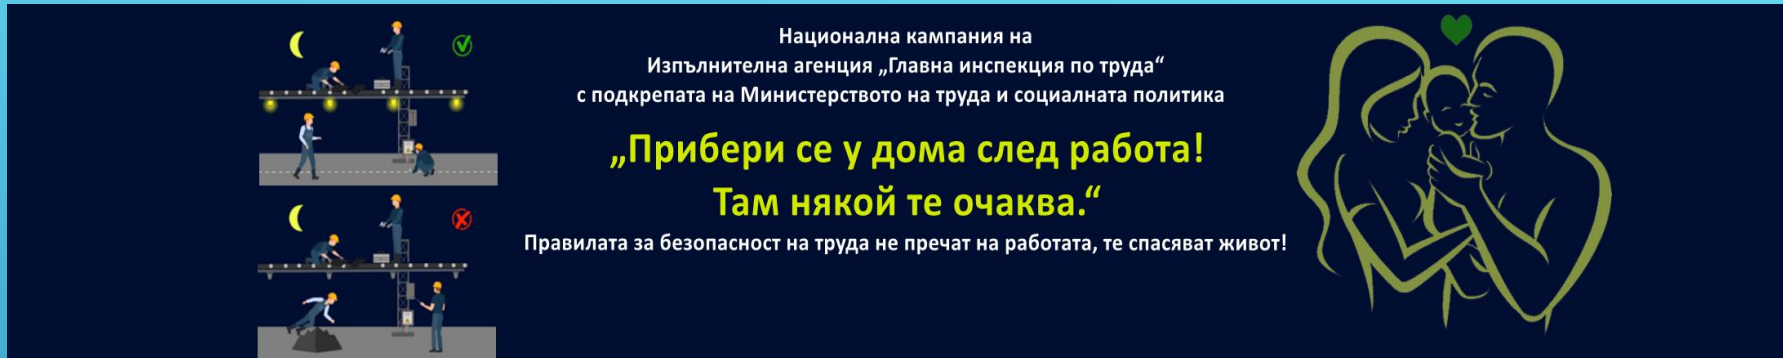 Национална кампания на
Изпълнителна агенция „Главна инспекция по труда“
с подкрепата на Министерството на труда и социалната политика
„Прибери се у дома след работа!
Там някой те очаква.“
Правилата за безопасност на труда не пречат на работата, те спасяват живот!